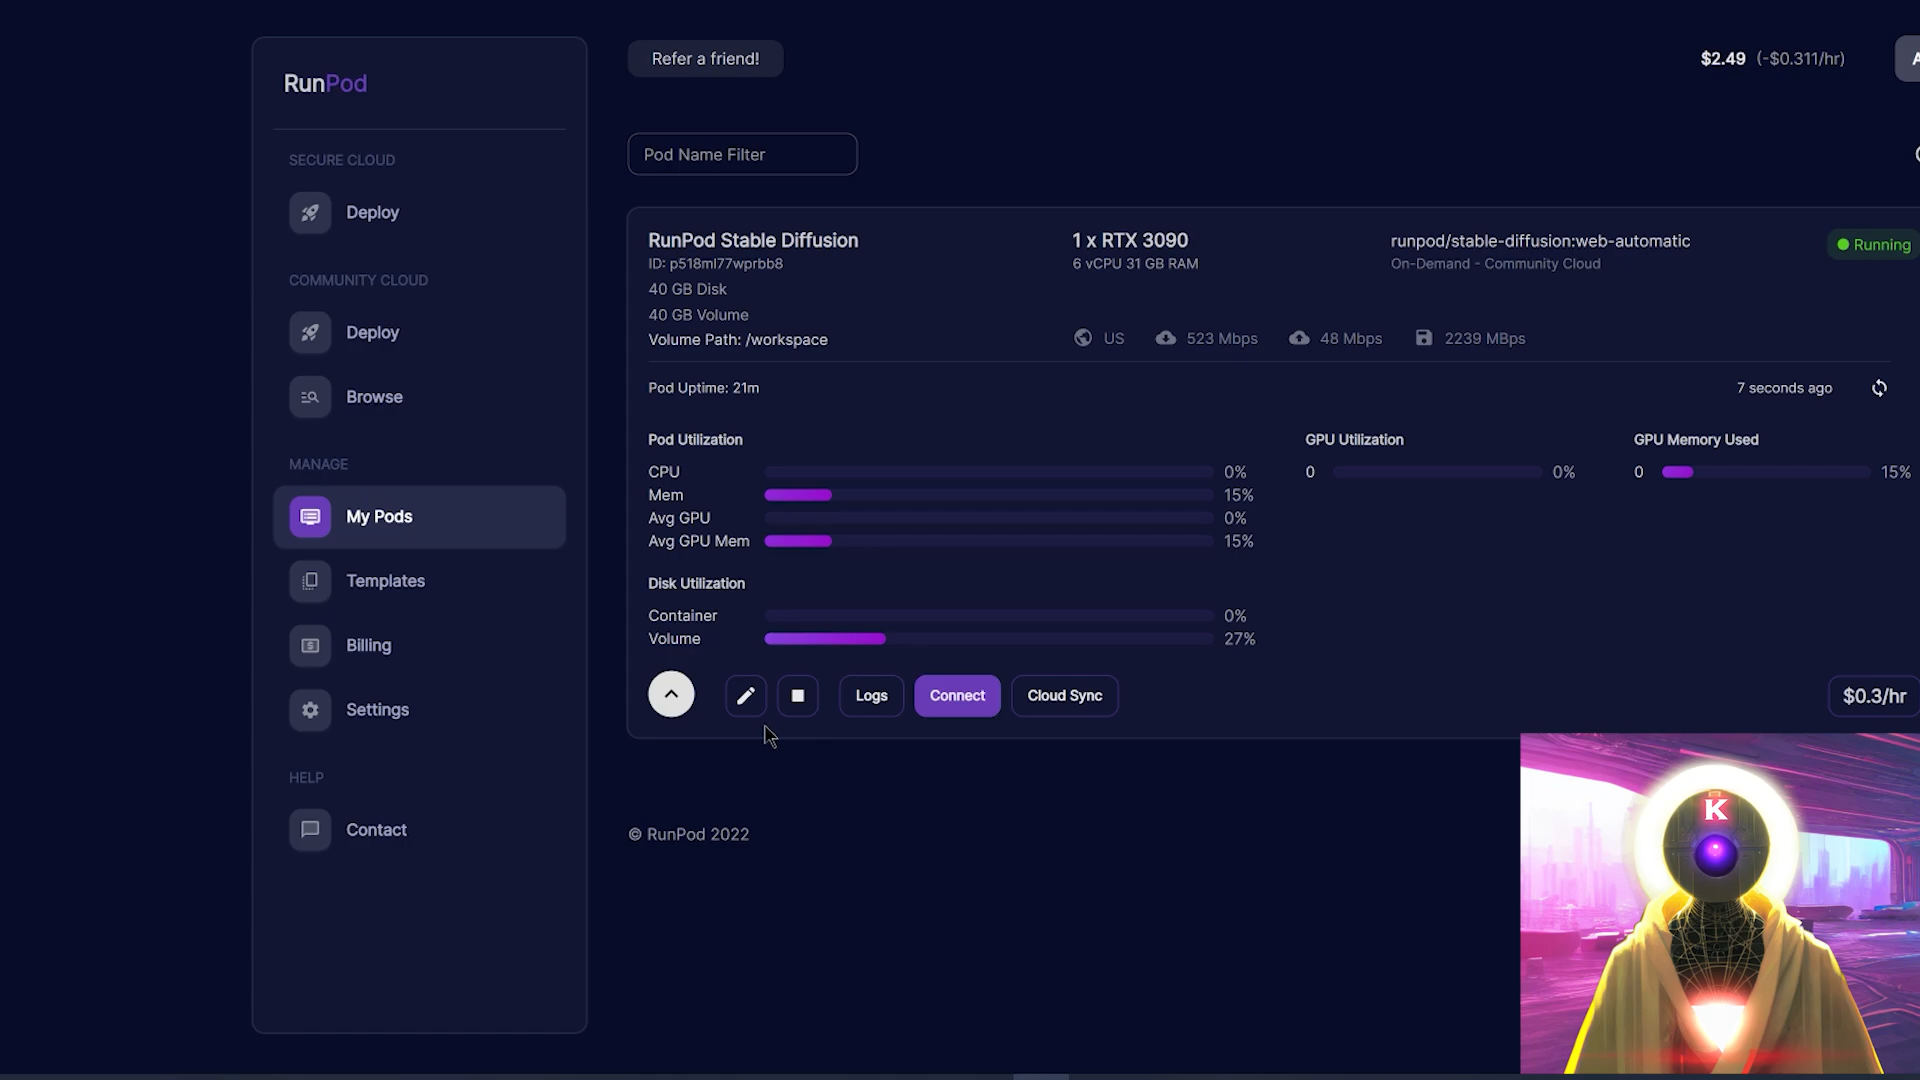 RunPod
SECURE CLOUD
Deploy
COMMUNITY CLOUD
Deploy
Browse
MANAGE
My Pods
Templates
Billing
Settings
HELP
Contact
Refer a friend!
$2.49 (-$0.311/hr)
A
Pod Name Filter
RunPod Stable Diffusion
ID: p518ml77wprbb8
40 GB Disk
40 GB Volume
Volume Path: /workspace
1 x RTX 3090
6 vCPU 31 GB RAM
runpod/stable-diffusion:web-automatic
On-Demand - Community Cloud
Running
US 523 Mbps 48 Mbps 2239 MBps
Pod Uptime: 21m
7 seconds ago
Pod Utilization
CPU 0%
Mem 15%
Avg GPU 0%
Avg GPU Mem 15%
GPU Utilization
0 0%
GPU Memory Used
0 15%
Disk Utilization
Container 0%
Volume 27%
Logs Connect Cloud Sync
$0.3/hr
© RunPod 2022
K